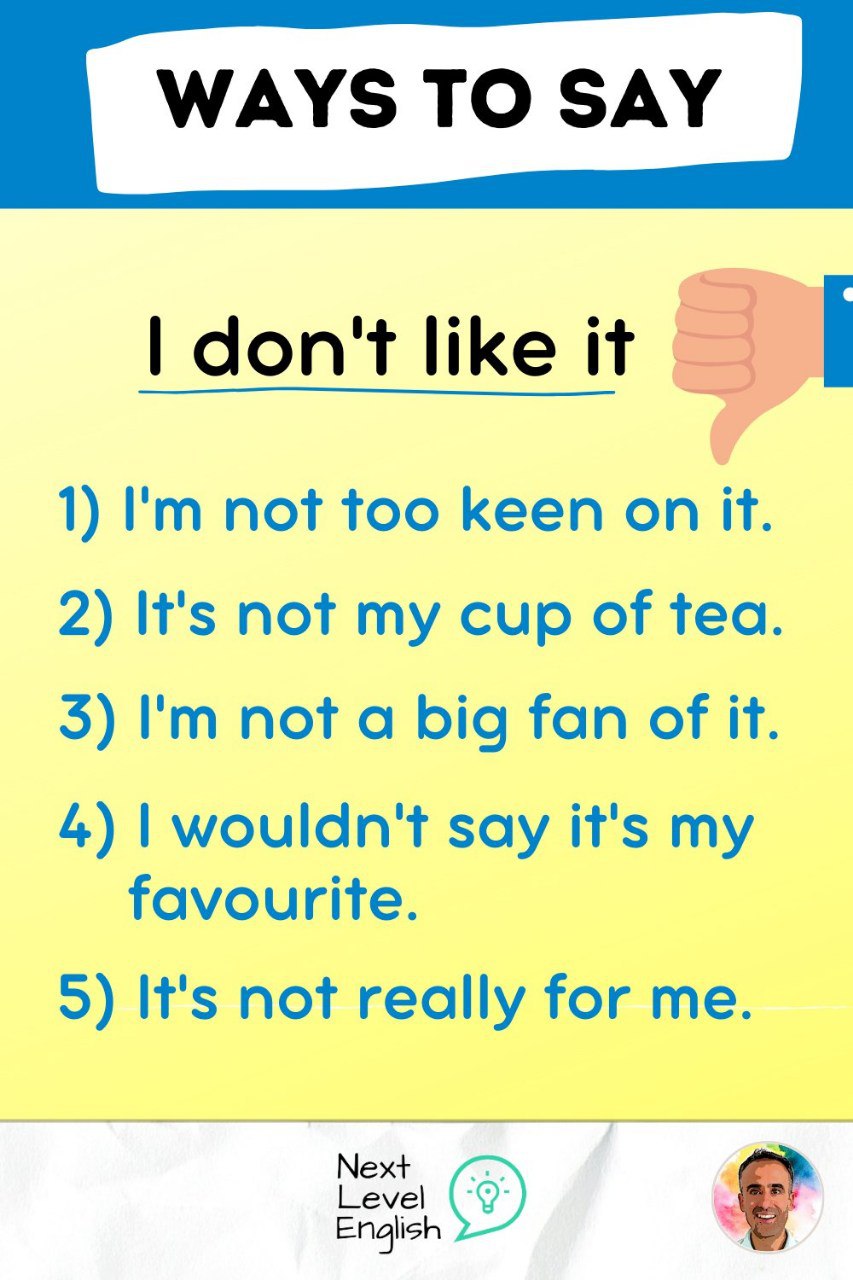 WAYS TO SAY
I don't like it
1) I'm not too keen on it.
2) It's not my cup of tea.
3) I'm not a big fan of it.
4) I wouldn't say it's my
favourite.
5) It's not really for me.
Next
Level
English